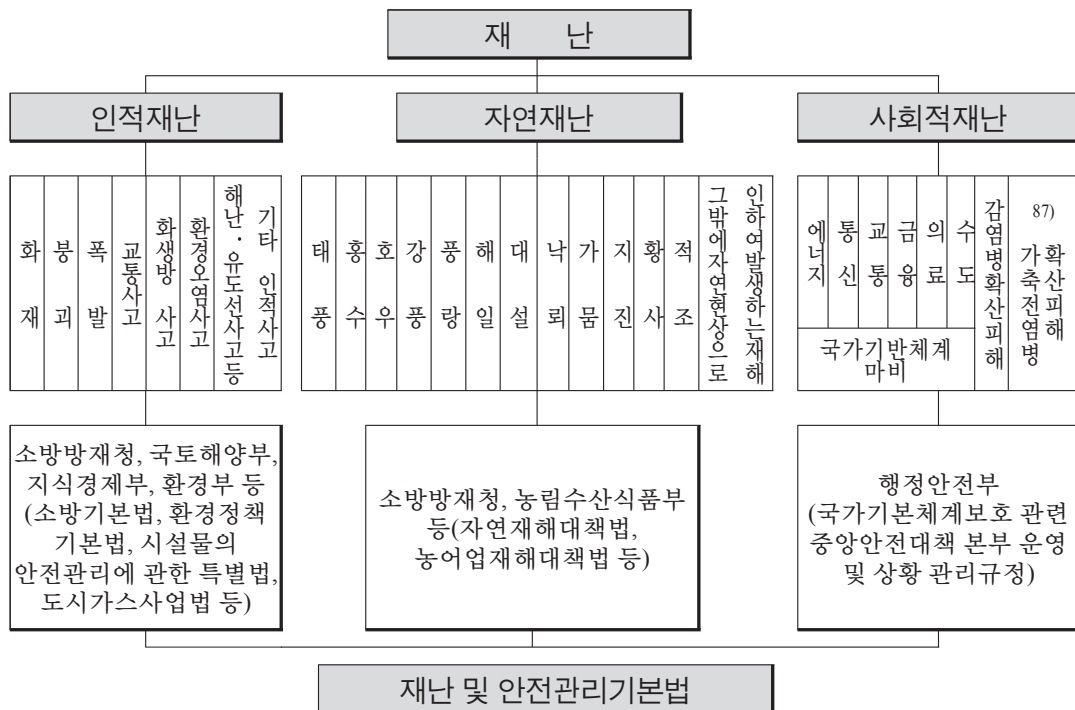 재 난
인적재난
자연재난
사회적재난
화재
붕괴
폭발
교통사고
화생방 사고
환경오염사고
해난·유도선사고등
기타 인적사고
태풍
홍수
호우
강풍
풍랑
해일
대설
낙뢰
가뭄
지진
황사
적조
그밖에자연현상으로
인하여발생하는재해
에너지
통신
교통
금융
의료
수도
국가기반체계
마비
감염병확산피해
87)
가축전염병
확산피해
소방방재청, 국토해양부,
지식경제부, 환경부 등
(소방기본법, 환경정책
기본법, 시설물의
안전관리에 관한 특별법,
도시가스사업법 등)
소방방재청, 농림수산식품부
등(자연재해대책법,
농어업재해대책법 등)
행정안전부
(국가기본체계보호 관련
중앙안전대책 본부 운영
및 상황 관리규정)
재난 및 안전관리기본법